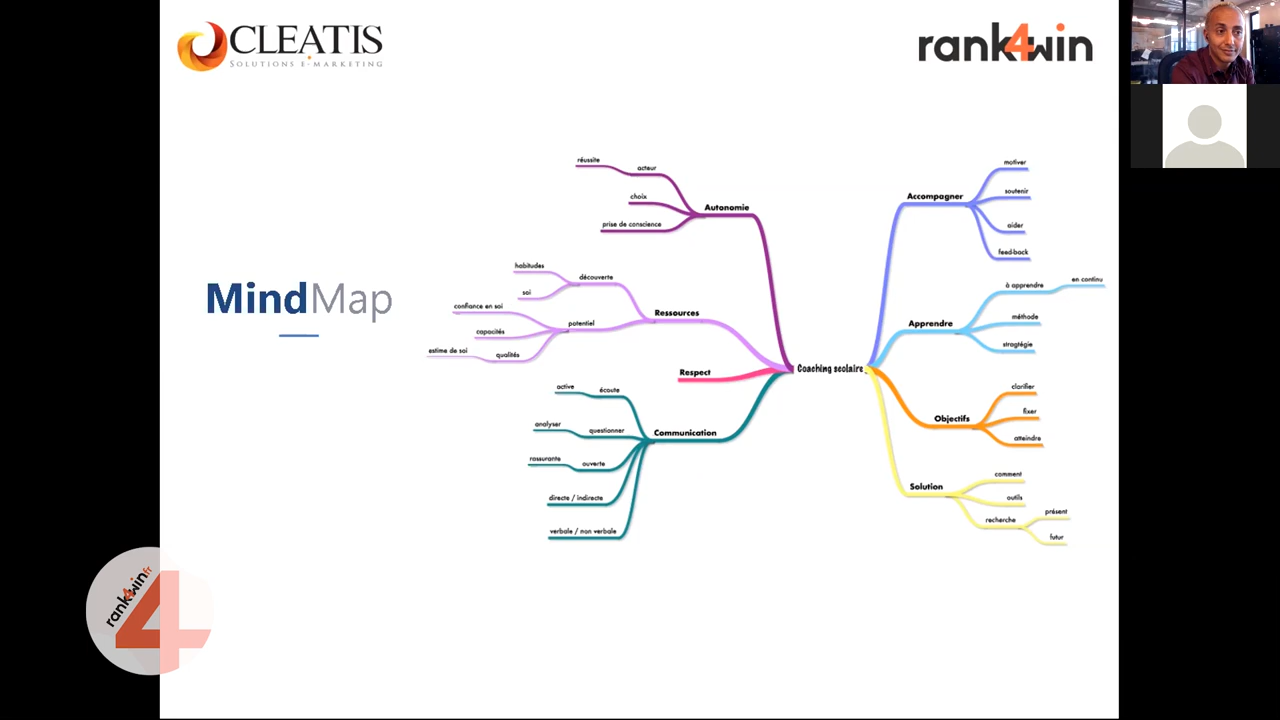 CLEATIS
SOLUTIONS E-MARKETING
rank4win
MindMap
Coaching scolaire
Autonomie
acteur
réussite
choix
prise de conscience
Ressources
découverte
habitudes
soi
potentiel
confiance en soi
capacités
qualités
estime de soi
Respect
Communication
écoute
active
questionner
analyser
ouverte
rassurante
directe / indirecte
verbale / non verbale
Accompagner
motiver
soutenir
aider
feed-back
Apprendre
à apprendre
en continu
méthode
stragtégie
Objectifs
clarifier
fixer
atteindre
Solution
comment
outils
recherche
présent
futur
rank4win.fr
4